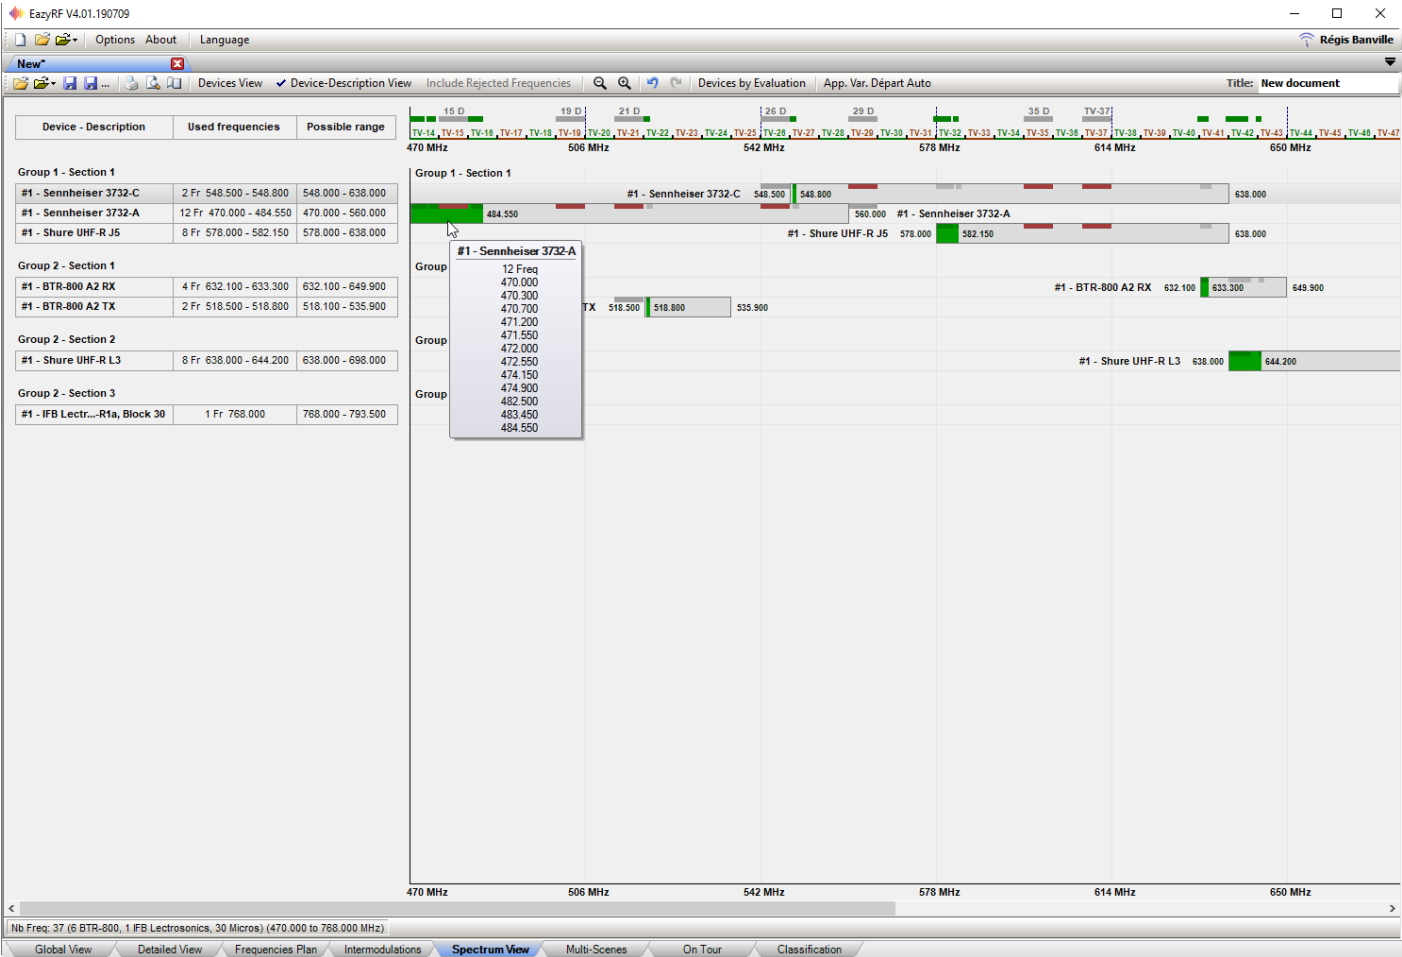 EazyRF V4.01.190709
Options About Language
Régis Banville
New*
... Devices View ✔ Device-Description View Include Rejected Frequencies Devices by Evaluation App. Var. Départ Auto Title: New document
15 D 19 D 21 D 26 D 29 D 35 D TV-37
Device - Description Used frequencies Possible range
TV-14 TV-15 TV-16 TV-17 TV-18 TV-19 TV-20 TV-21 TV-22 TV-23 TV-24 TV-25 TV-26 TV-27 TV-28 TV-29 TV-30 TV-31 TV-32 TV-33 TV-34 TV-35 TV-36 TV-37 TV-38 TV-39 TV-40 TV-41 TV-42 TV-43 TV-44 TV-45 TV-46 TV-47
470 MHz 506 MHz 542 MHz 578 MHz 614 MHz 650 MHz
Group 1 - Section 1 Group 1 - Section 1
#1 - Sennheiser 3732-C 2 Fr 548.500 - 548.800 548.000 - 638.000 #1 - Sennheiser 3732-C 548.500 548.800 638.000
#1 - Sennheiser 3732-A 12 Fr 470.000 - 484.550 470.000 - 560.000 484.550 560.000 #1 - Sennheiser 3732-A
#1 - Shure UHF-R J5 8 Fr 578.000 - 582.150 578.000 - 638.000 #1 - Shure UHF-R J5 578.000 582.150 638.000
#1 - Sennheiser 3732-A
12 Freq
470.000
470.300
470.700
471.200
471.550
472.000
472.550
474.150
474.900
482.500
483.450
484.550
Group 2 - Section 1 Group
#1 - BTR-800 A2 RX 4 Fr 632.100 - 633.300 632.100 - 649.900 #1 - BTR-800 A2 RX 632.100 633.300 649.900
#1 - BTR-800 A2 TX 2 Fr 518.500 - 518.800 518.100 - 535.900 TX 518.500 518.800 535.900
Group 2 - Section 2 Group
#1 - Shure UHF-R L3 8 Fr 638.000 - 644.200 638.000 - 698.000 #1 - Shure UHF-R L3 638.000 644.200
Group 2 - Section 3 Group
#1 - IFB Lectr...-R1a, Block 30 1 Fr 768.000 768.000 - 793.500
470 MHz 506 MHz 542 MHz 578 MHz 614 MHz 650 MHz
Nb Freq: 37 (6 BTR-800, 1 IFB Lectrosonics, 30 Micros) (470.000 to 768.000 MHz)
Global View Detailed View Frequencies Plan Intermodulations Spectrum View Multi-Scenes On Tour Classification